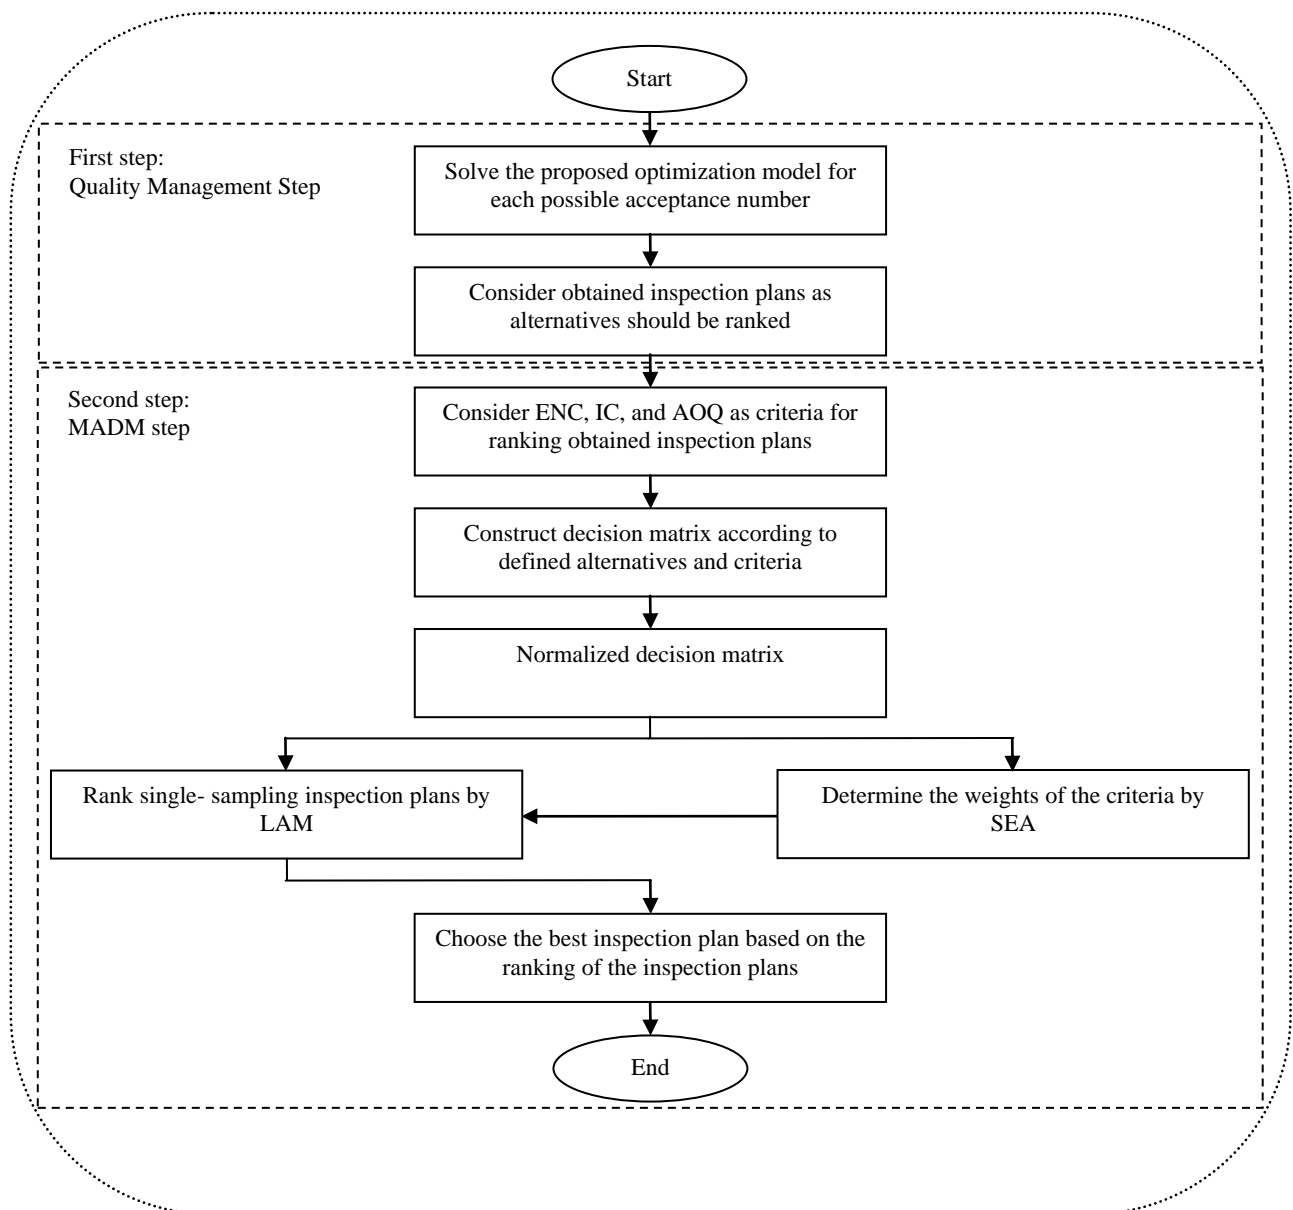 Start
First step:
Quality Management Step
Solve the proposed optimization model for
each possible acceptance number
Consider obtained inspection plans as
alternatives should be ranked
Second step:
MADM step
Consider ENC, IC, and AOQ as criteria for
ranking obtained inspection plans
Construct decision matrix according to
defined alternatives and criteria
Normalized decision matrix
Rank single- sampling inspection plans by
LAM
Determine the weights of the criteria by
SEA
Choose the best inspection plan based on the
ranking of the inspection plans
End